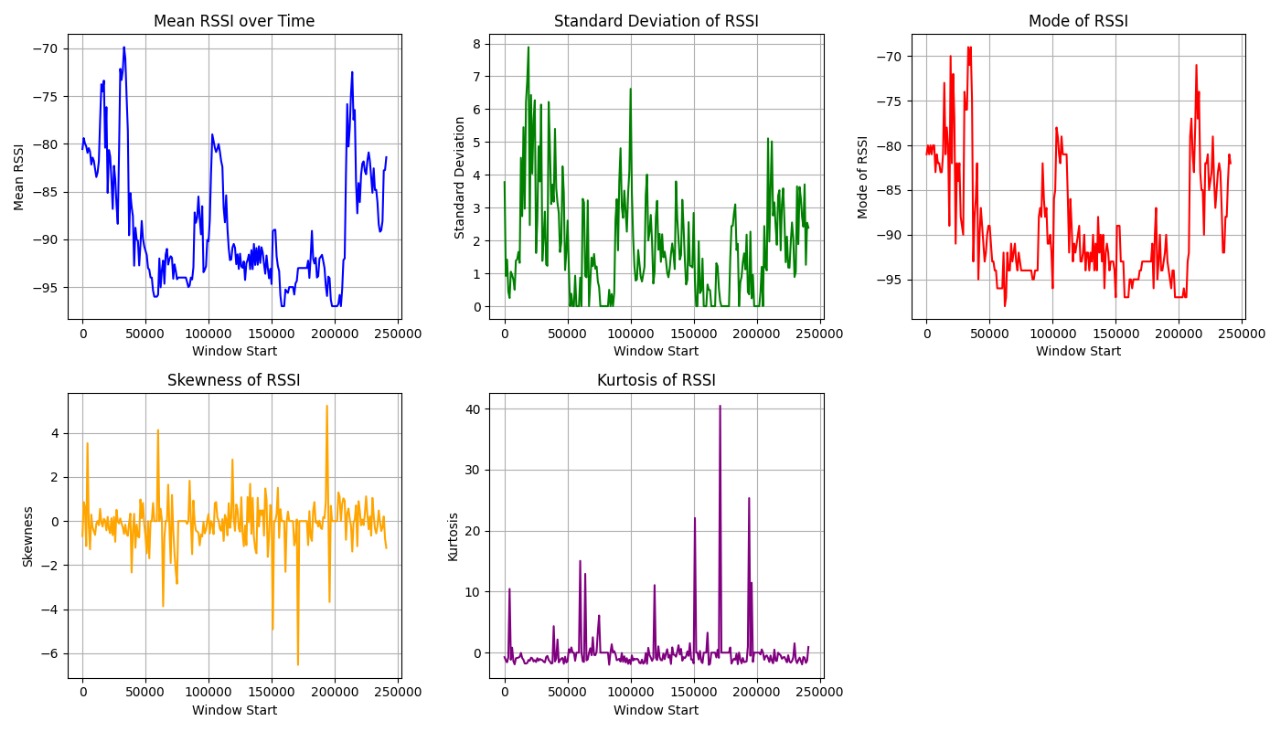 Mean RSSI over Time
Mean RSSI
−70
−75
−80
−85
−90
−95
0 50000 100000 150000 200000 250000
Window Start
Standard Deviation of RSSI
Standard Deviation
8
7
6
5
4
3
2
1
0
0 50000 100000 150000 200000 250000
Window Start
Mode of RSSI
Mode of RSSI
−70
−75
−80
−85
−90
−95
0 50000 100000 150000 200000 250000
Window Start
Skewness of RSSI
Skewness
4
2
0
−2
−4
−6
0 50000 100000 150000 200000 250000
Window Start
Kurtosis of RSSI
Kurtosis
40
30
20
10
0
0 50000 100000 150000 200000 250000
Window Start